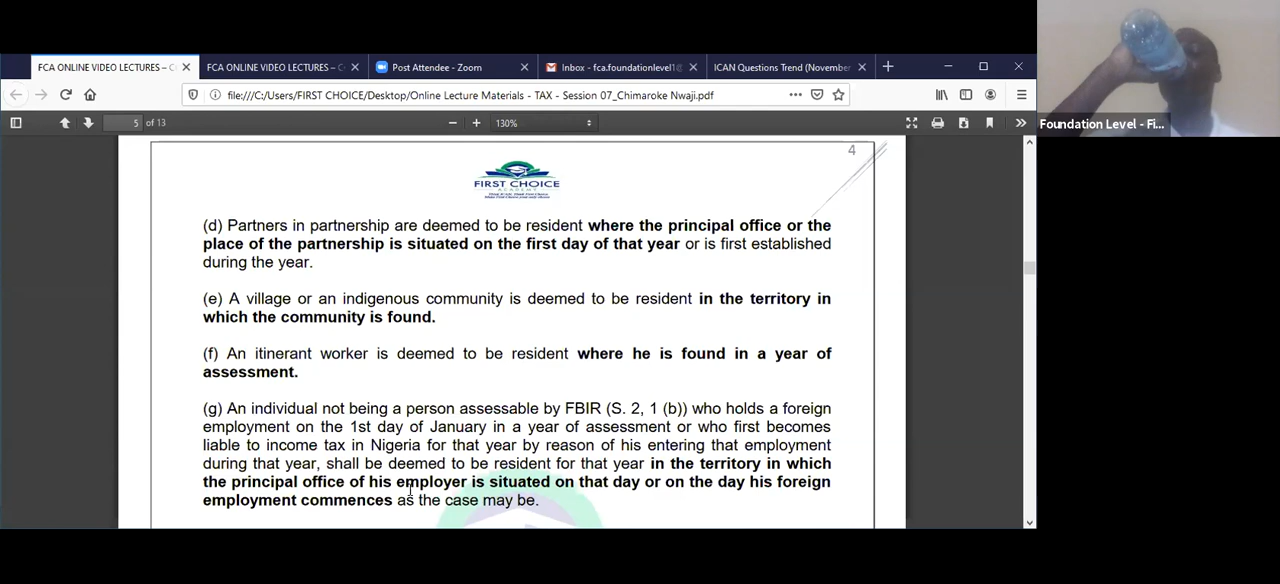 FCA ONLINE VIDEO LECTURES – C
FCA ONLINE VIDEO LECTURES – C
Post Attendee - Zoom
Inbox - fca.foundationlevel1@
ICAN Questions Trend (November
file:///C:/Users/FIRST CHOICE/Desktop/Online Lecture Materials - TAX - Session 07_Chimaroke Nwaji.pdf
5 of 13
130%
Foundation Level - Fi...
4
FIRST CHOICE
ACADEMY
(d) Partners in partnership are deemed to be resident where the principal office or the
place of the partnership is situated on the first day of that year or is first established
during the year.
(e) A village or an indigenous community is deemed to be resident in the territory in
which the community is found.
(f) An itinerant worker is deemed to be resident where he is found in a year of
assessment.
(g) An individual not being a person assessable by FBIR (S. 2, 1 (b)) who holds a foreign
employment on the 1st day of January in a year of assessment or who first becomes
liable to income tax in Nigeria for that year by reason of his entering that employment
during that year, shall be deemed to be resident for that year in the territory in which
the principal office of his employer is situated on that day or on the day his foreign
employment commences as the case may be.